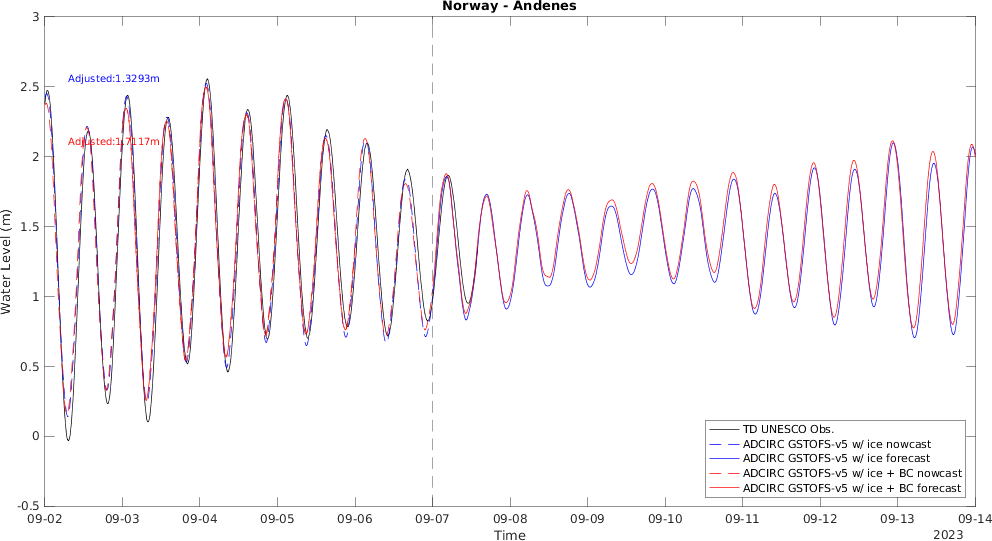 Norway - Andenes
3
2.5
2
1.5
1
0.5
0
-0.5
Water Level (m)
Adjusted:1.3293m
Adjusted:1.7117m
TD UNESCO Obs.
ADCIRC GSTOFS-v5 w/ ice nowcast
ADCIRC GSTOFS-v5 w/ ice forecast
ADCIRC GSTOFS-v5 w/ ice + BC nowcast
ADCIRC GSTOFS-v5 w/ ice + BC forecast
09-02 09-03 09-04 09-05 09-06 09-07 09-08 09-09 09-10 09-11 09-12 09-13 09-14
Time
2023